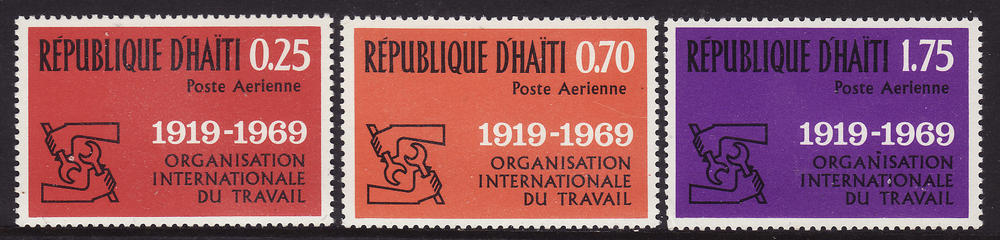 RÉPUBLIQUE D'HAÏTI 0.25
Poste Aerienne
1919-1969
ORGANISATION
INTERNATIONALE
DU TRAVAIL
RÉPUBLIQUE D'HAÏTI 0.70
Poste Aerienne
1919-1969
ORGANISATION
INTERNATIONALE
DU TRAVAIL
RÉPUBLIQUE D'HAÏTI 1.75
Poste Aerienne
1919-1969
ORGANISATION
INTERNATIONALE
DU TRAVAIL